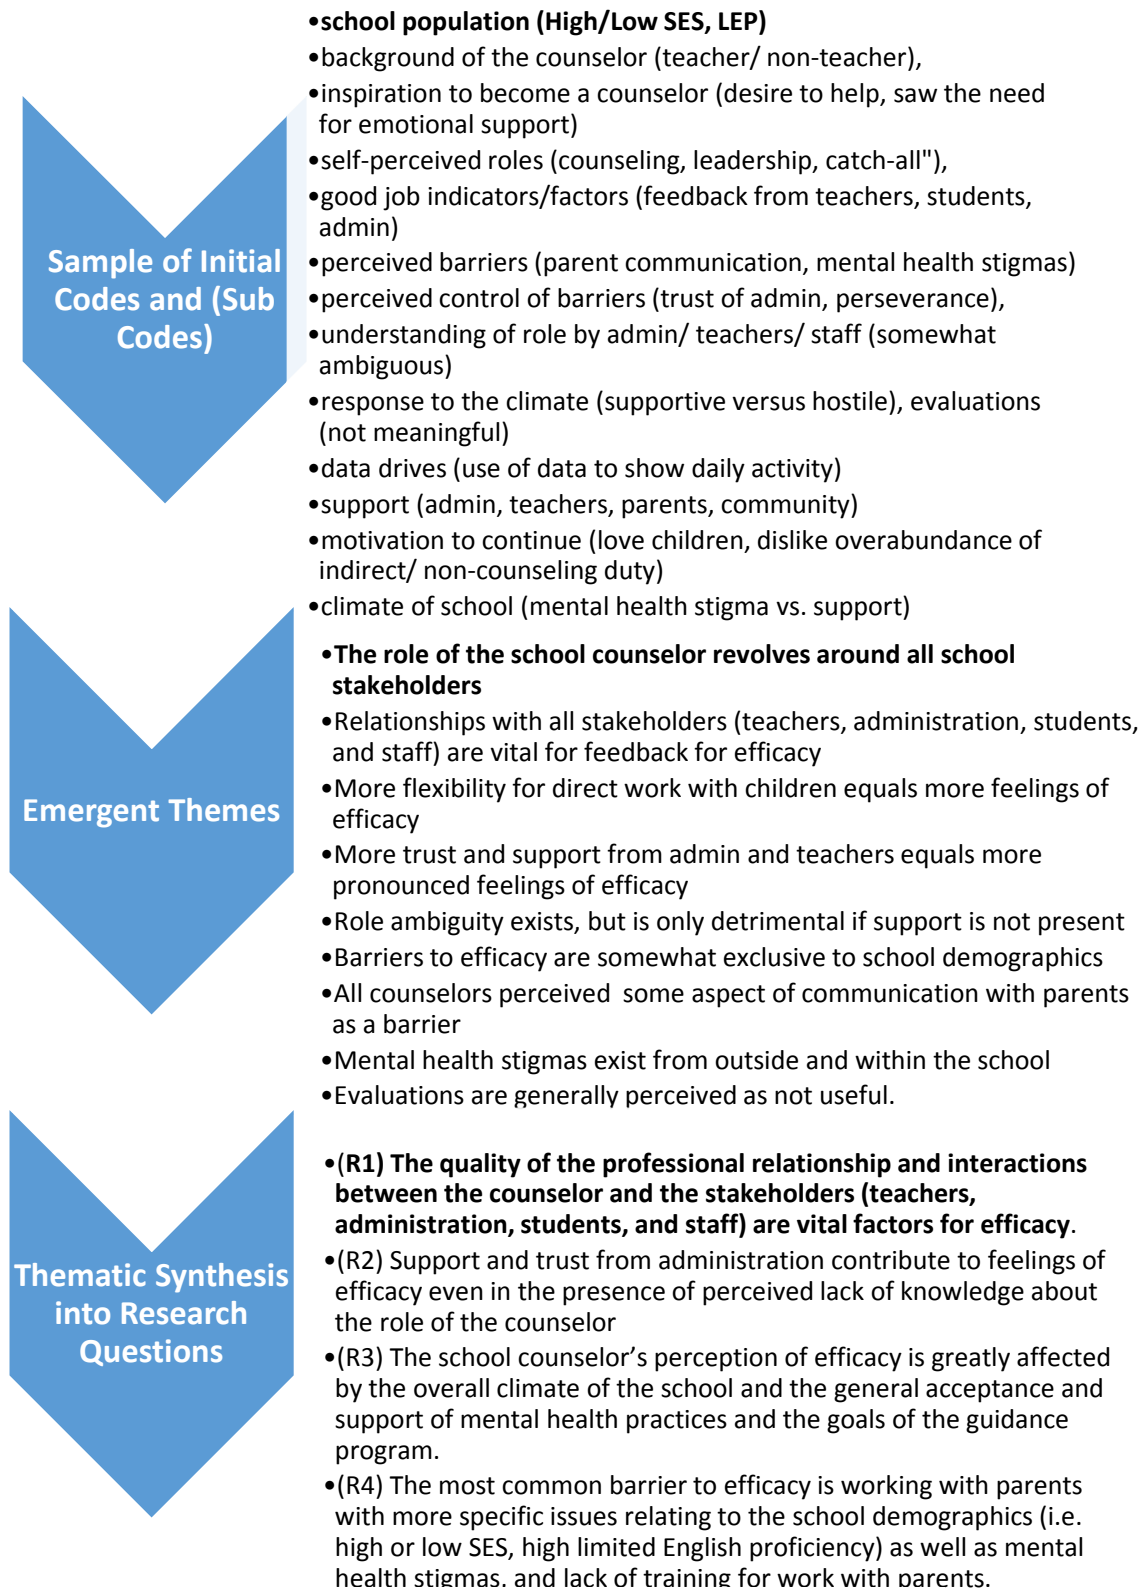 •school population (High/Low SES, LEP)
•background of the counselor (teacher/ non-teacher),
•inspiration to become a counselor (desire to help, saw the need
for emotional support)
•self-perceived roles (counseling, leadership, catch-all"),
•good job indicators/factors (feedback from teachers, students,
admin)
•perceived barriers (parent communication, mental health stigmas)
•perceived control of barriers (trust of admin, perseverance),
•understanding of role by admin/ teachers/ staff (somewhat
ambiguous)
•response to the climate (supportive versus hostile), evaluations
(not meaningful)
•data drives (use of data to show daily activity)
•support (admin, teachers, parents, community)
•motivation to continue (love children, dislike overabundance of
indirect/ non-counseling duty)
•climate of school (mental health stigma vs. support)
Sample of Initial
Codes and (Sub
Codes)
•The role of the school counselor revolves around all school
stakeholders
•Relationships with all stakeholders (teachers, administration, students,
and staff) are vital for feedback for efficacy
•More flexibility for direct work with children equals more feelings of
efficacy
•More trust and support from admin and teachers equals more
pronounced feelings of efficacy
•Role ambiguity exists, but is only detrimental if support is not present
•Barriers to efficacy are somewhat exclusive to school demographics
•All counselors perceived  some aspect of communication with parents
as a barrier
•Mental health stigmas exist from outside and within the school
•Evaluations are generally perceived as not useful.
Emergent Themes
•(R1) The quality of the professional relationship and interactions
between the counselor and the stakeholders (teachers,
administration, students, and staff) are vital factors for efficacy.
•(R2) Support and trust from administration contribute to feelings of
efficacy even in the presence of perceived lack of knowledge about
the role of the counselor
•(R3) The school counselor’s perception of efficacy is greatly affected
by the overall climate of the school and the general acceptance and
support of mental health practices and the goals of the guidance
program.
•(R4) The most common barrier to efficacy is working with parents
with more specific issues relating to the school demographics (i.e.
high or low SES, high limited English proficiency) as well as mental
health stigmas, and lack of training for work with parents.
Thematic Synthesis
into Research
Questions